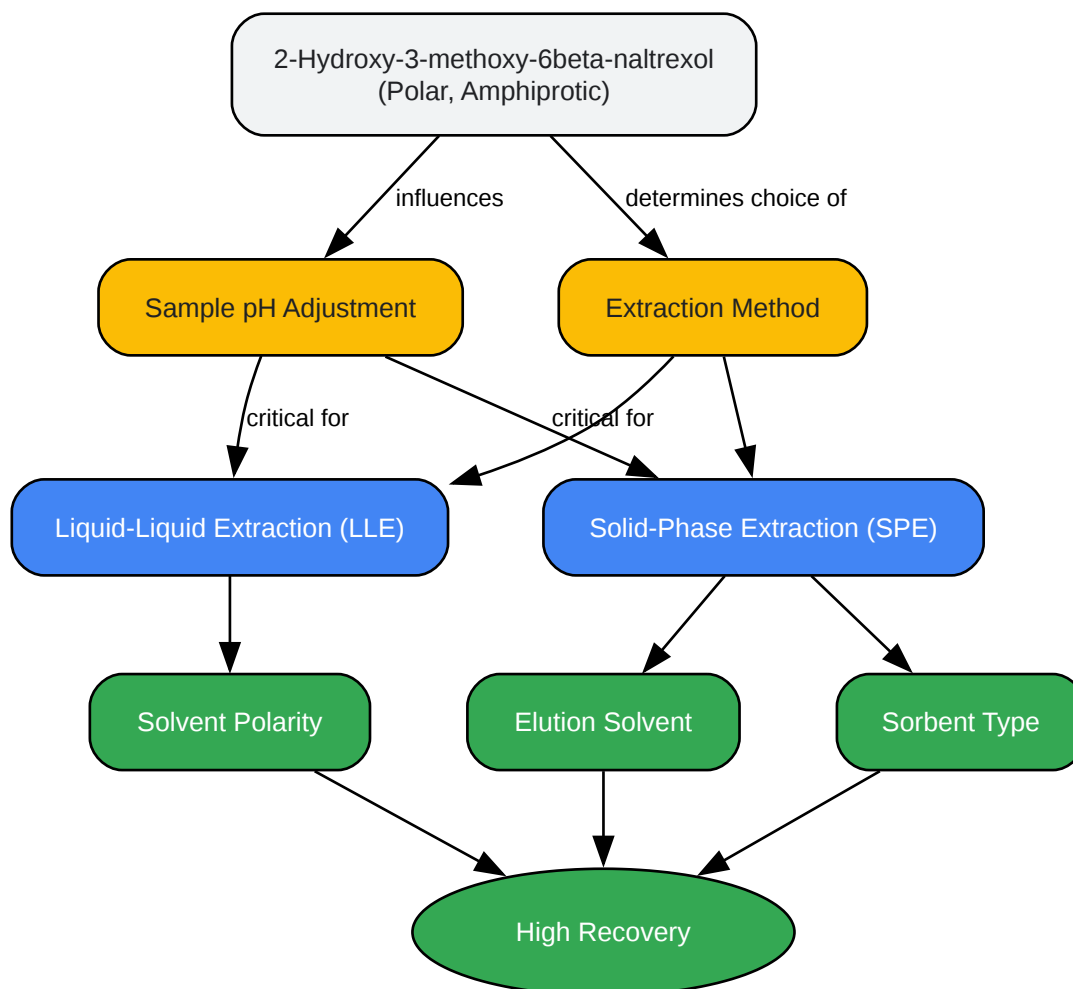 2-Hydroxy-3-methoxy-6beta-naltrexol
(Polar, Amphiprotic)
influences
determines choice of
Sample pH Adjustment
Extraction Method
critical for
critical for
Liquid-Liquid Extraction (LLE)
Solid-Phase Extraction (SPE)
Solvent Polarity
Elution Solvent
Sorbent Type
High Recovery